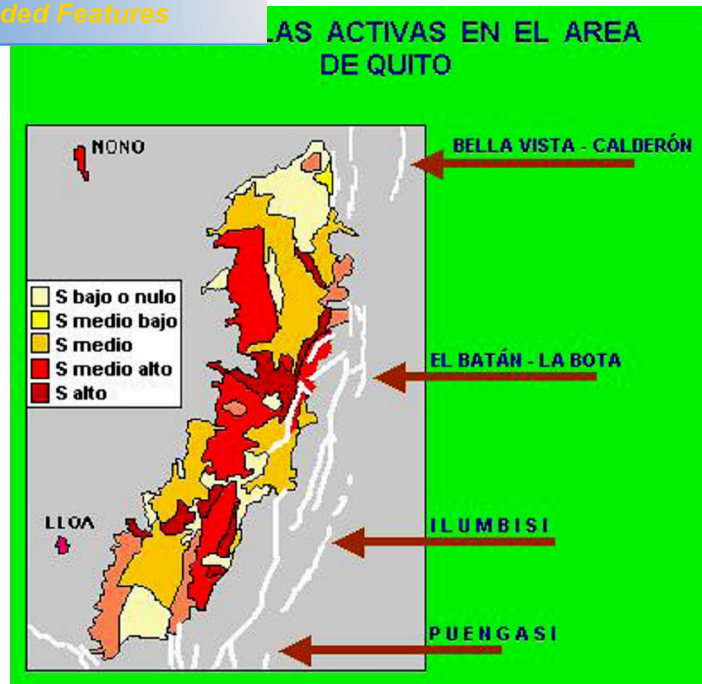 ded Features
LAS ACTIVAS EN EL AREA
DE QUITO
NONO
BELLA VISTA - CALDERÓN
S bajo o nulo
S medio bajo
S medio
S medio alto
S alto
EL BATÁN - LA BOTA
LLOA
ILUMBISI
PUENGASI